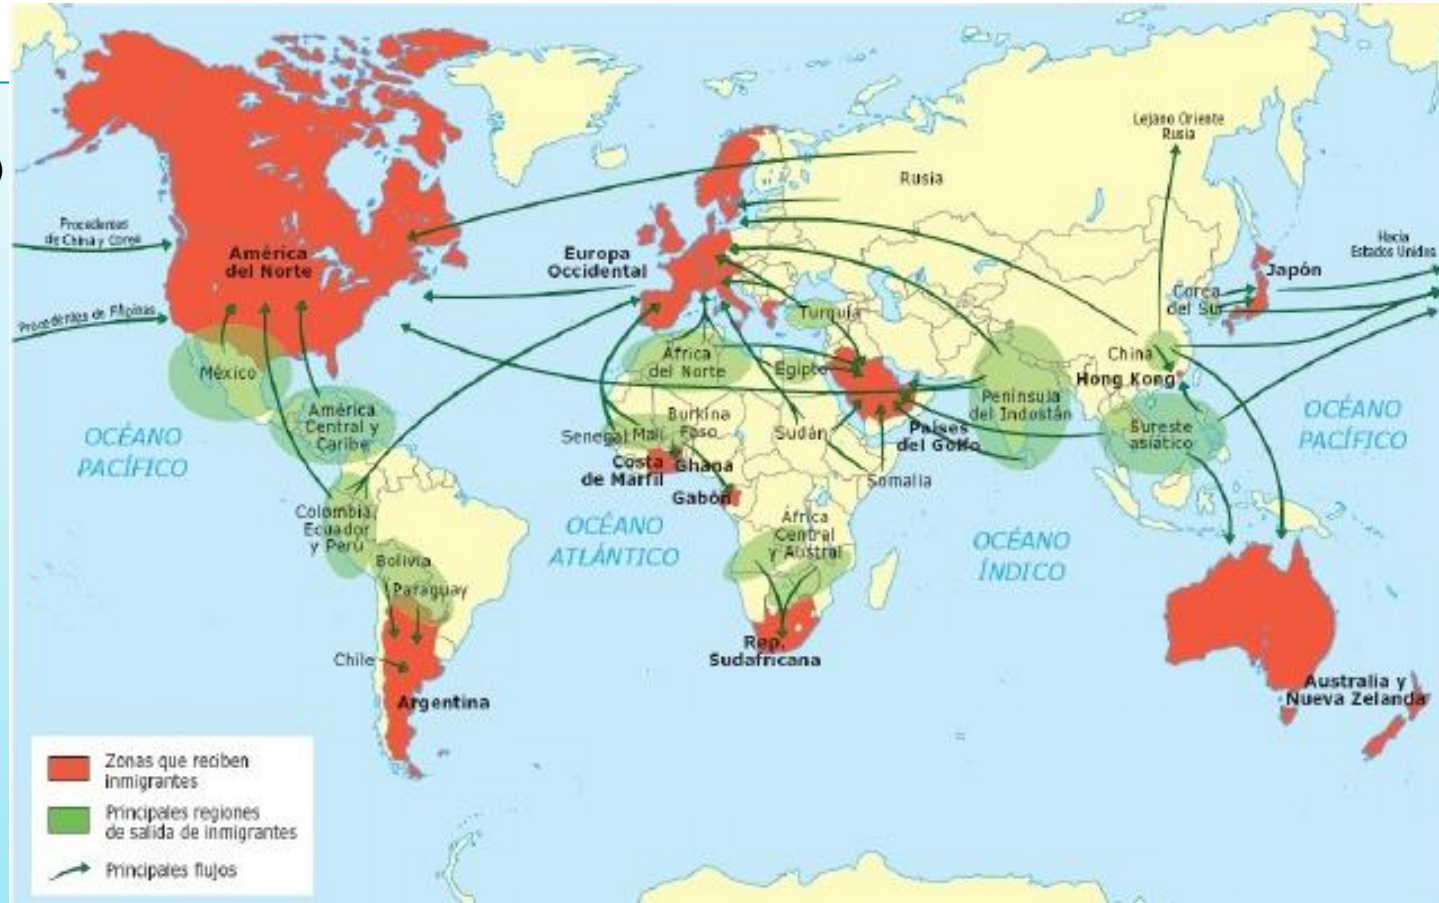 )
Lejano Oriente
Rusia
Rusia
Procedentes
de China y Corea
América
del Norte
Europa
Occidental
Hacia
Estados Unidos
Japón
Corea
del Sur
Procedentes de Filipinas
Turquía
China
México
África
del Norte
Egipto
Hong Kong
Península
del Indostán
América
Central y
Caribe
OCÉANO
PACÍFICO
Burkina
Faso
Senegal
Malí
Sudán
Países
del Golfo
Sureste
asiático
OCÉANO
PACÍFICO
Costa
de Marfil
Ghana
Gabón
Somalia
Colombia,
Ecuador
y Perú
OCÉANO
ATLÁNTICO
África
Central
y Austral
OCÉANO
ÍNDICO
Bolivia
Paraguay
Chile
Rep.
Sudafricana
Argentina
Australia y
Nueva Zelanda
Zonas que reciben
inmigrantes
Principales regiones
de salida de inmigrantes
Principales flujos